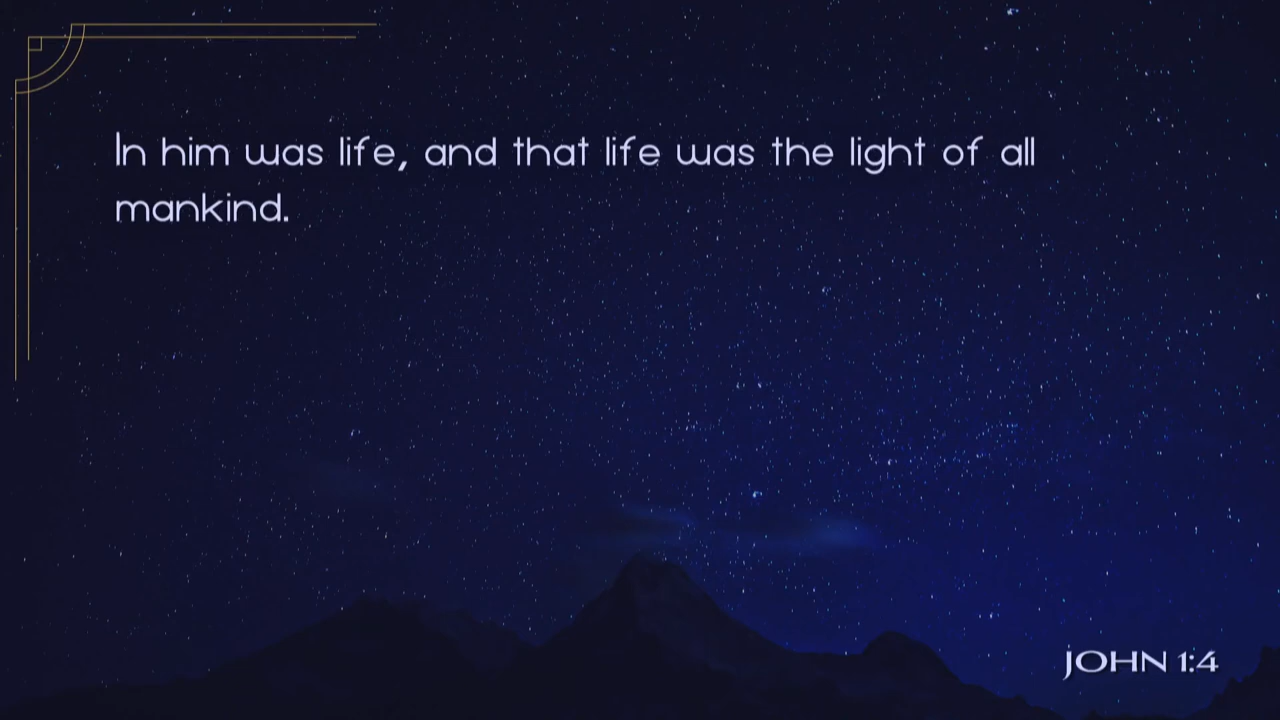 In him was life, and that life was the light of all
mankind.
JOHN 1:4